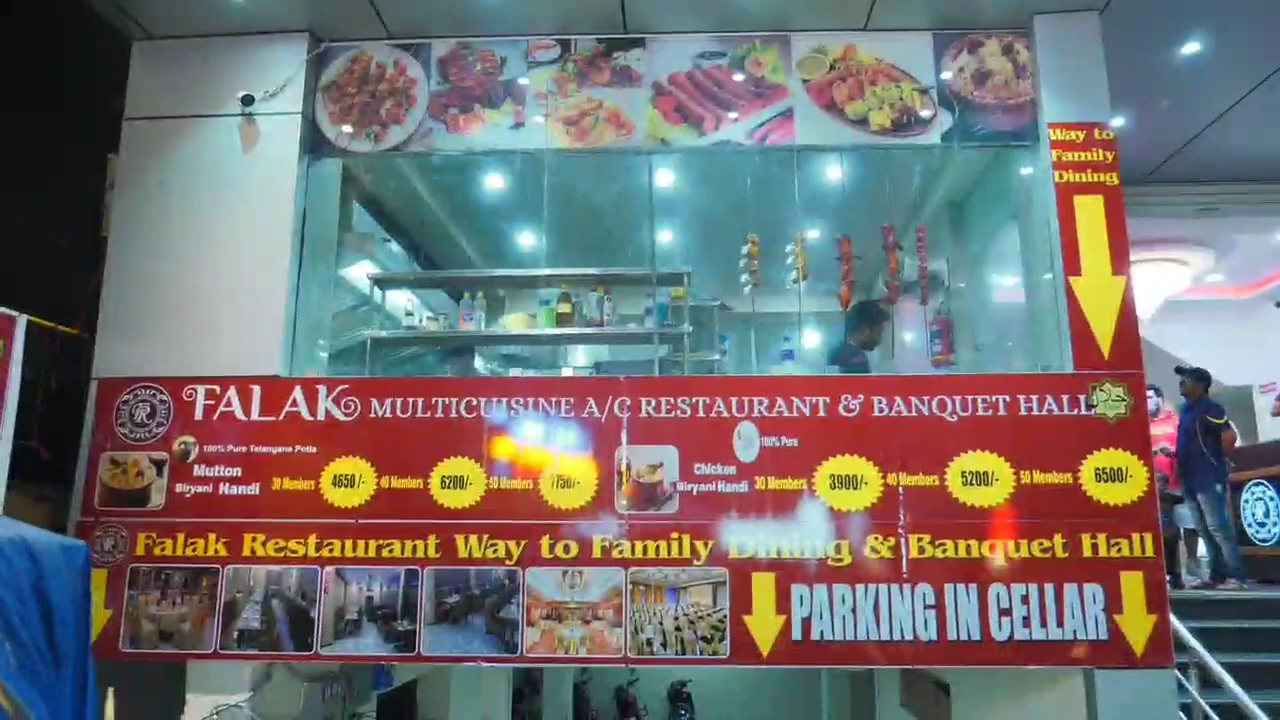 Way to
Family
Dining
FALAK MULTICUISINE A/C RESTAURANT & BANQUET HALL
100% Pure Telangana Potla
Mutton
Biryani Handi 30 Members 4650/- 40 Members 6200/- 50 Members 7750/-
100% Pure
Chicken
Biryani Handi 30 Members 3900/- 40 Members 5200/- 50 Members 6500/-
Falak Restaurant Way to Family Dining & Banquet Hall
PARKING IN CELLAR